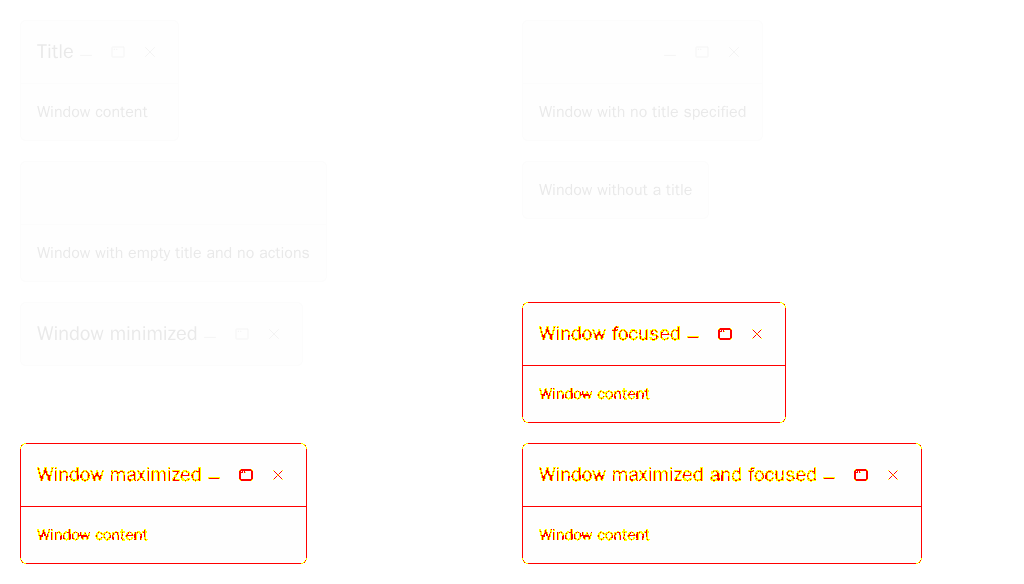 Title
Window content
Window with no title specified
Window with empty title and no actions
Window without a title
Window minimized
Window focused
Window content
Window maximized
Window content
Window maximized and focused
Window content